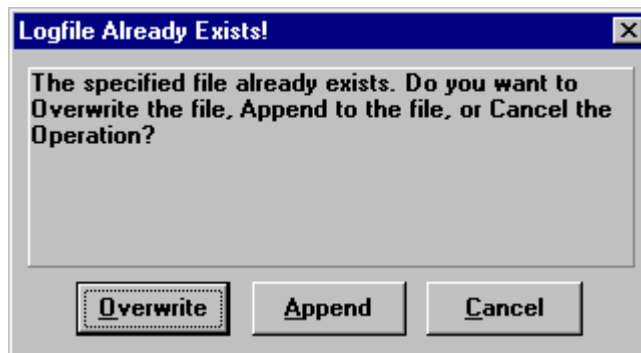 Logfile Already Exists!
The specified file already exists. Do you want to
Overwrite the file, Append to the file, or Cancel the
Operation?
Overwrite Append Cancel